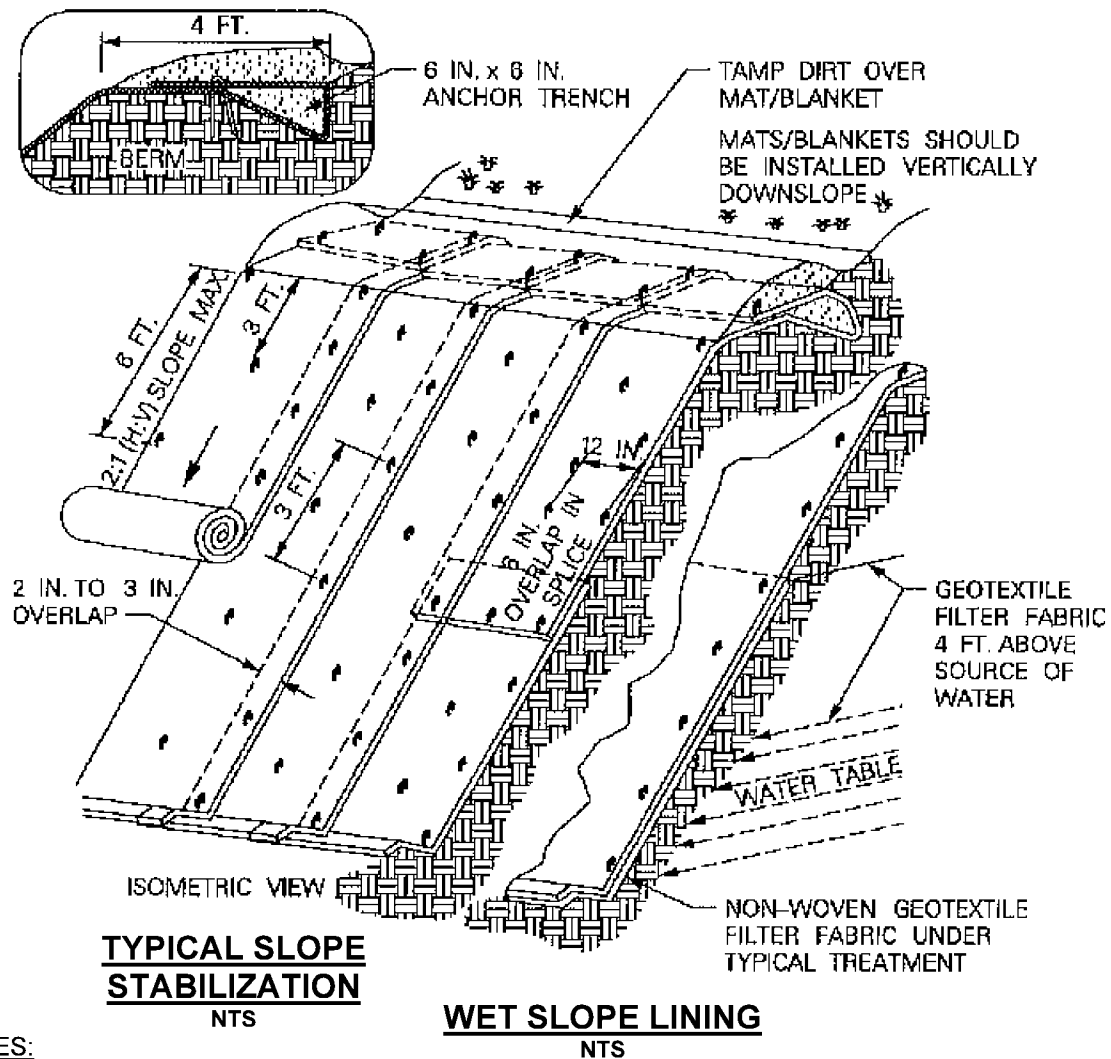 4 FT.
6 IN. x 6 IN.
ANCHOR TRENCH
BERM
TAMP DIRT OVER
MAT/BLANKET
MATS/BLANKETS SHOULD
BE INSTALLED VERTICALLY
DOWNSLOPE
6 FT.
2:1 (H:V) SLOPE MAX.
3 FT.
3 FT.
12 IN
6 IN.
OVERLAP IN
SPLICE
2 IN. TO 3 IN.
OVERLAP
GEOTEXTILE
FILTER FABRIC
4 FT. ABOVE
SOURCE OF
WATER
WATER TABLE
ISOMETRIC VIEW
NON-WOVEN GEOTEXTILE
FILTER FABRIC UNDER
TYPICAL TREATMENT
TYPICAL SLOPE
STABILIZATION
NTS
WET SLOPE LINING
NTS
ES: